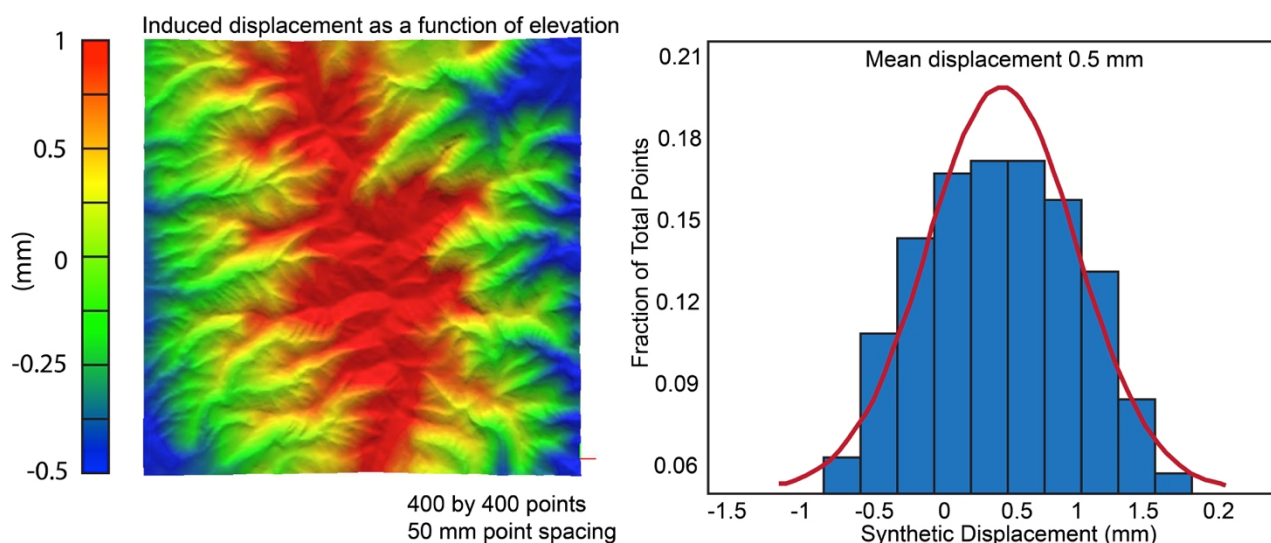 Induced displacement as a function of elevation
1
0.5
0
-0.25
-0.5
(mm)
400 by 400 points
50 mm point spacing
Mean displacement 0.5 mm
Fraction of Total Points
0.21
0.18
0.15
0.12
0.09
0.06
-1.5
-1
-0.5
0
0.5
1
0.2
Synthetic Displacement (mm)